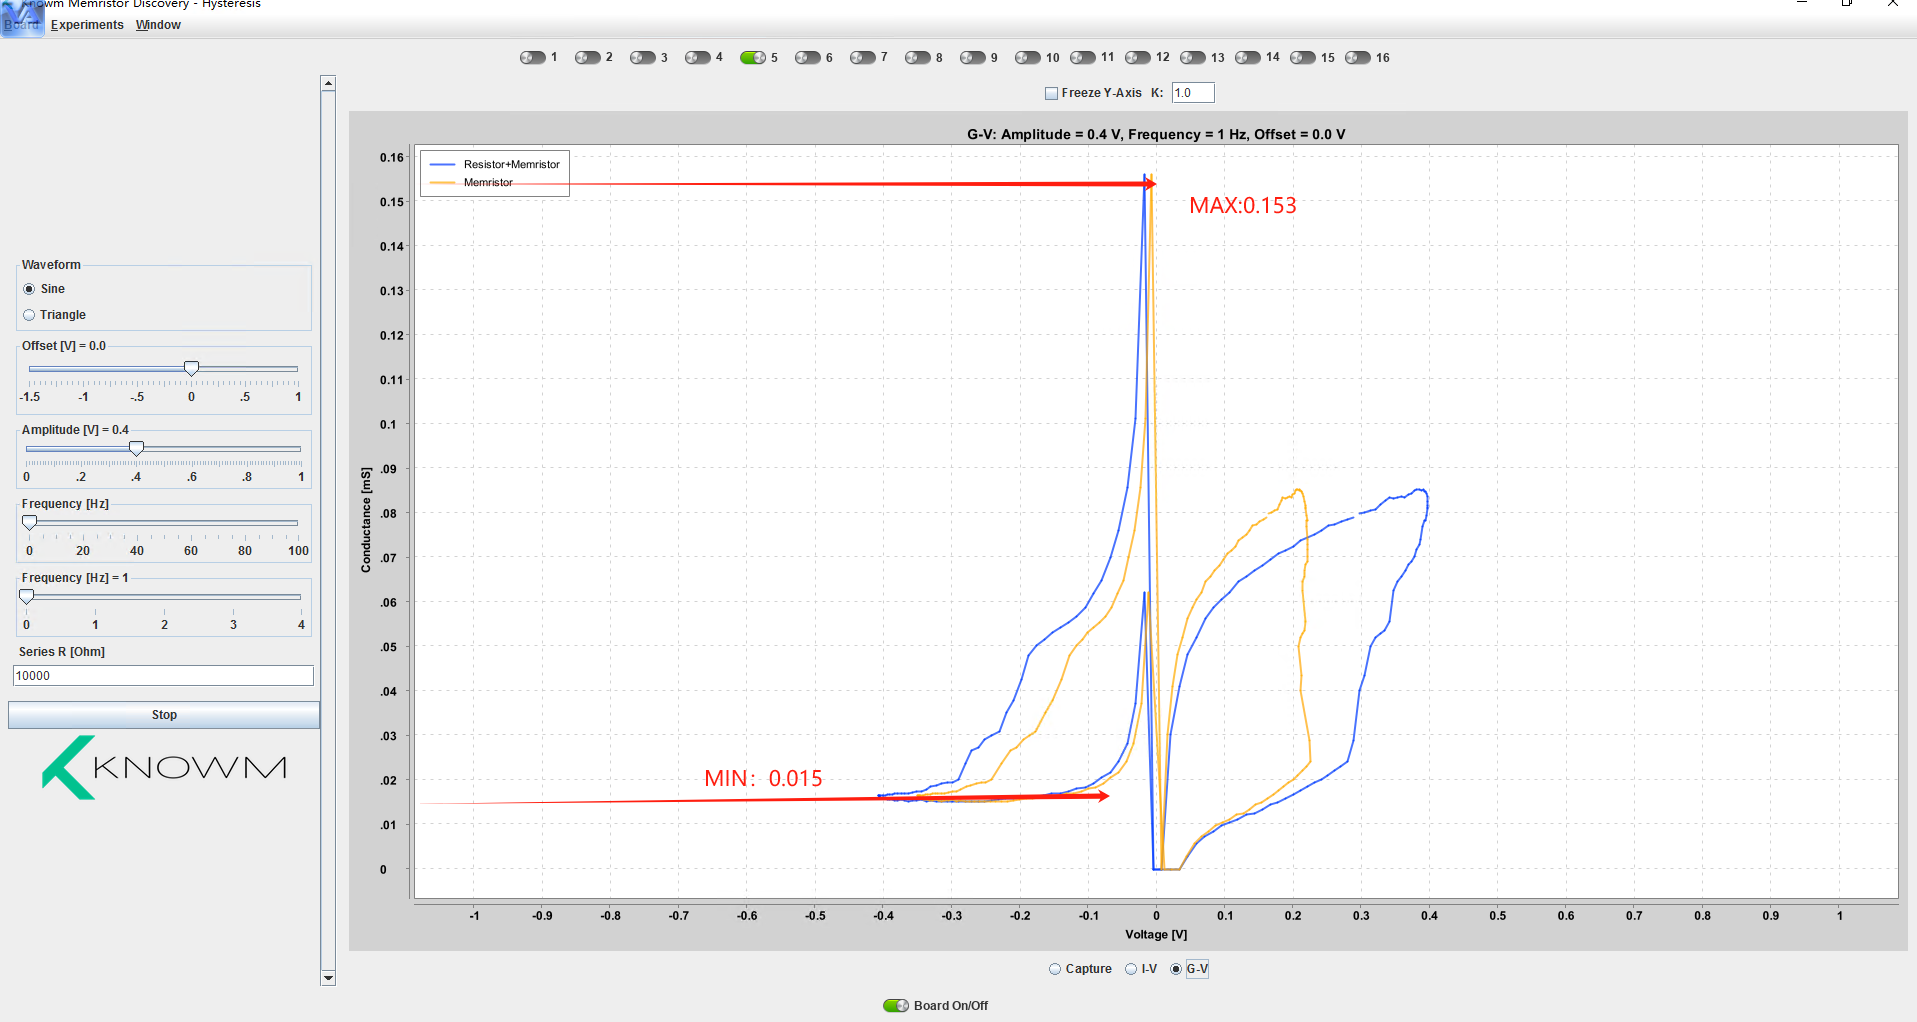 Knowm Memristor Discovery - Hysteresis
Board Experiments Window
1 2 3 4 5 6 7 8 9 10 11 12 13 14 15 16
Freeze Y-Axis K: 1.0
G-V: Amplitude = 0.4 V, Frequency = 1 Hz, Offset = 0.0 V
Resistor+Memristor
Memristor
MAX:0.153
MIN: 0.015
Conductance [mS]
0.16
0.15
0.14
0.13
0.12
0.11
0.1
.09
.08
.07
.06
.05
.04
.03
.02
.01
0
-1 -0.9 -0.8 -0.7 -0.6 -0.5 -0.4 -0.3 -0.2 -0.1 0 0.1 0.2 0.3 0.4 0.5 0.6 0.7 0.8 0.9 1
Voltage [V]
Waveform
Sine
Triangle
Offset [V] = 0.0
-1.5 -1 -.5 0 .5 1
Amplitude [V] = 0.4
0 .2 .4 .6 .8 1
Frequency [Hz]
0 20 40 60 80 100
Frequency [Hz] = 1
0 1 2 3 4
Series R [Ohm]
10000
Stop
KNOWM
Capture I-V G-V
Board On/Off